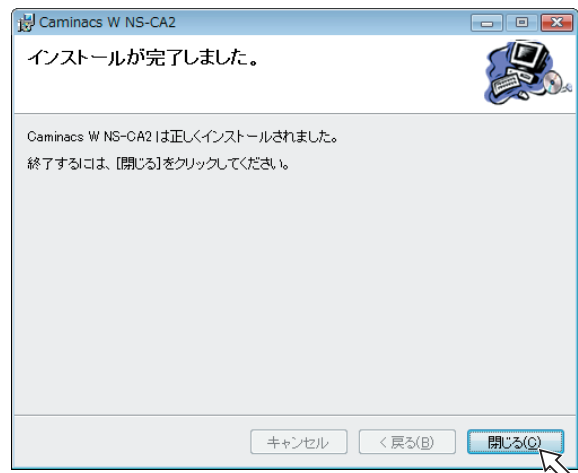 Caminacs W NS-CA2
インストールが完了しました。
Caminacs W NS-CA2 は正しくインストールされました。
終了するには、[閉じる]をクリックしてください。
キャンセル
< 戻る(B)
閉じる(C)